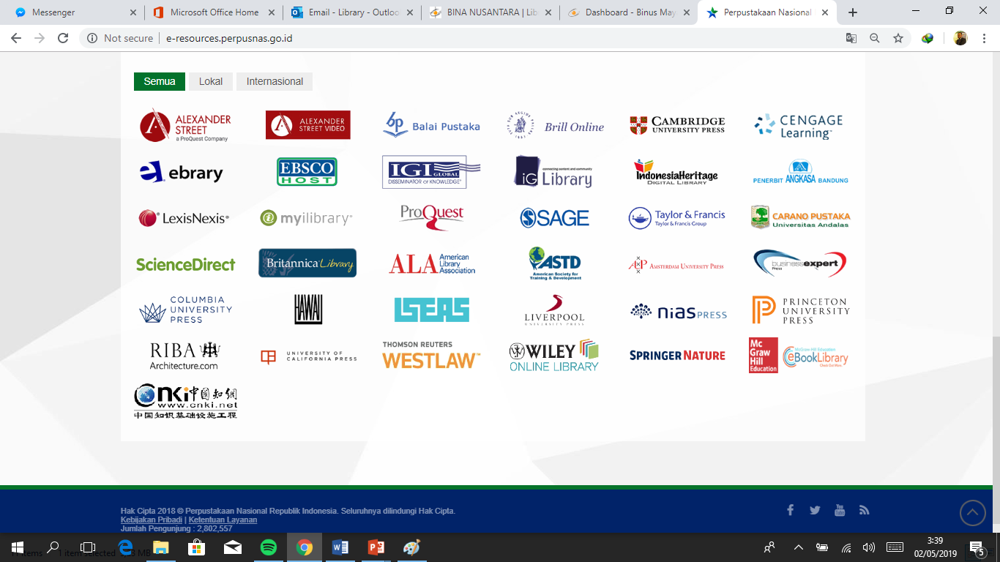 Messenger
Microsoft Office Home
Email - Library - Outloo
BINA NUSANTARA | Lib
Dashboard - Binus May
Perpustakaan Nasional
Not secure | e-resources.perpusnas.go.id
Semua Lokal Internasional
ALEXANDER STREET
a ProQuest Company
ALEXANDER STREET VIDEO
bp Balai Pustaka
Brill Online
CAMBRIDGE UNIVERSITY PRESS
CENGAGE Learning™
ebrary
EBSCO HOST
IGI GLOBAL
DISSEMINATOR of KNOWLEDGE
connecting content and community
iG Library
IndonesiaHeritage
DIGITAL LIBRARY
PENERBIT ANGKASA BANDUNG
LexisNexis®
myilibrary
ProQuest
SAGE
Taylor & Francis
Taylor & Francis Group
CARANO PUSTAKA
Universitas Andalas
ScienceDirect
Britannica Library
ALA American Library Association
ASTD
American Society for Training & Development
AUP AMSTERDAM UNIVERSITY PRESS
businessexpert
Press
COLUMBIA UNIVERSITY PRESS
HAWAI
ISEAS
LIVERPOOL
UNIVERSITY PRESS
nias PRESS
PRINCETON UNIVERSITY PRESS
RIBA
Architecture.com
UNIVERSITY OF CALIFORNIA PRESS
THOMSON REUTERS
WESTLAW™
WILEY
ONLINE LIBRARY
SPRINGER NATURE
Mc Graw Hill Education
McGraw-Hill Education
eBookLibrary
cnki中国知網
www.cnki.net
中国知识基础设施工程
Hak Cipta 2018 © Perpustakaan Nasional Republik Indonesia. Seluruhnya dilindungi Hak Cipta.
Kebijakan Pribadi | Ketentuan Layanan
Jumlah Pengunjung : 2,802,557
11 items 1 item selected MB
3:39
02/05/2019
5